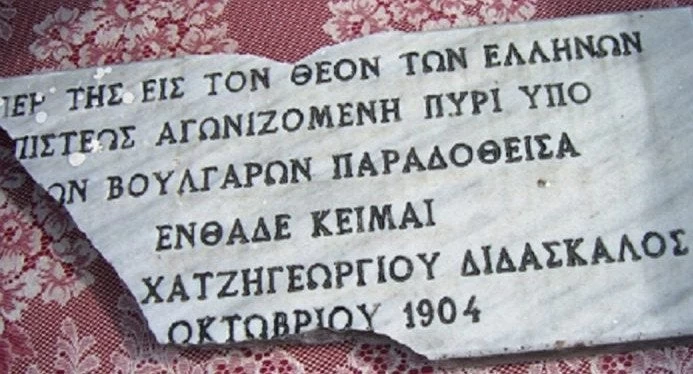 ΠΕΡ ΤΗΣ ΕΙΣ ΤΟΝ ΘΕΟΝ ΤΩΝ ΕΛΛΗΝΩΝ
ΠΙΣΤΕΩΣ ΑΓΩΝΙΖΟΜΕΝΗ ΠΥΡΙ ΥΠΟ
ΩΝ ΒΟΥΛΓΑΡΩΝ ΠΑΡΑΔΟΘΕΙΣΑ
ΕΝΘΑΔΕ ΚΕΙΜΑΙ
ΧΑΤΖΗΓΕΩΡΓΙΟΥ ΔΙΔΑΣΚΑΛΟΣ
ΟΚΤΩΒΡΙΟΥ 1904